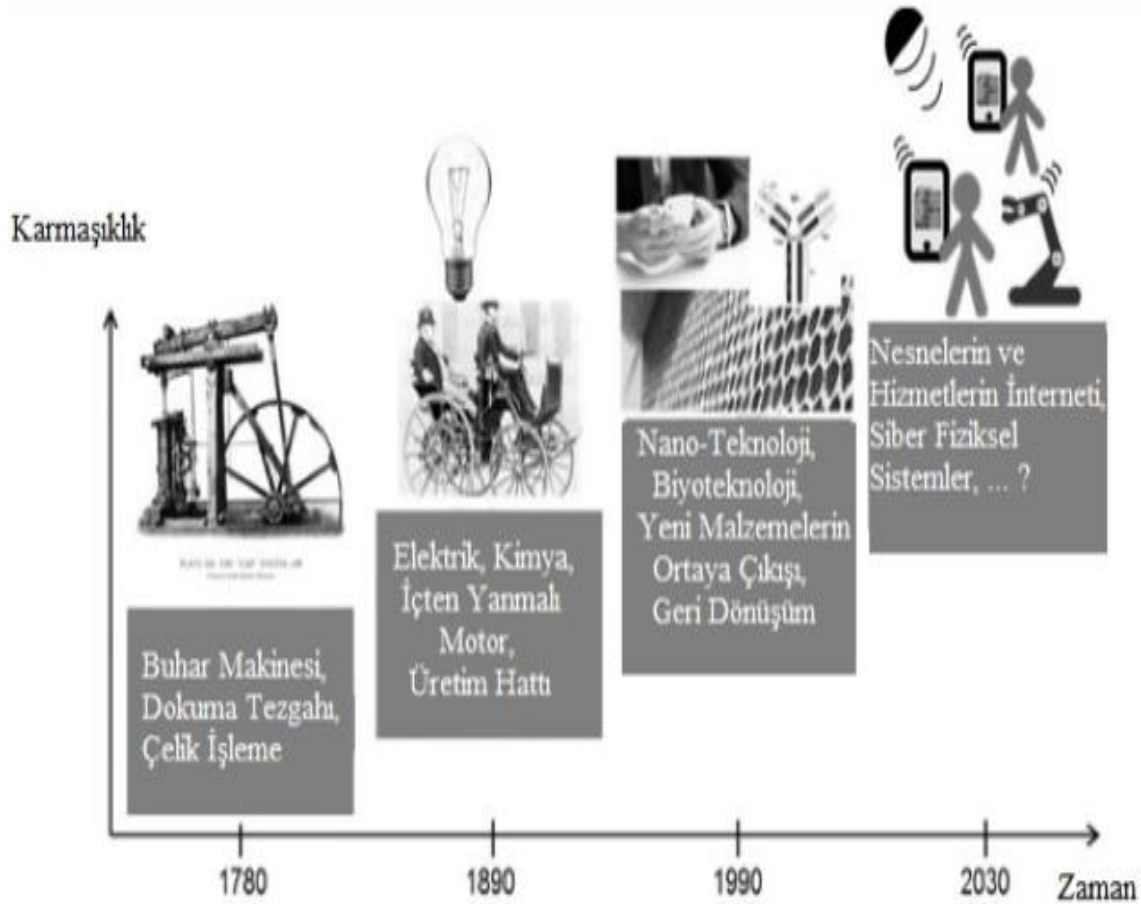 Karmaşıklık
Buhar Makinesi,
Dokuma Tezgahı,
Çelik İşleme
Elektrik, Kimya,
İçten Yanmalı
Motor,
Üretim Hattı
Nano-Teknoloji,
Biyoteknoloji,
Yeni Malzemelerin
Ortaya Çıkışı,
Geri Dönüşüm
Nesnelerin ve
Hizmetlerin İnterneti,
Siber Fiziksel
Sistemler, ... ?
1780
1890
1990
2030
Zaman